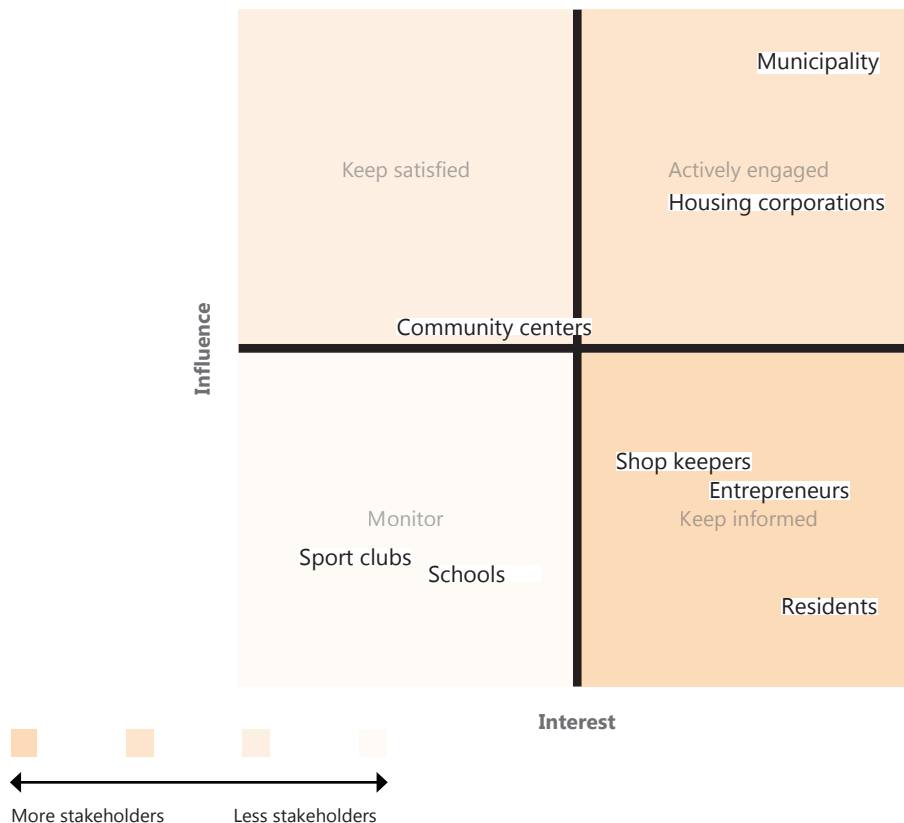 Municipality
Keep satisfied
Actively engaged
Housing corporations
Influence
Community centers
Shop keepers
Entrepreneurs
Monitor
Keep informed
Sport clubs
Schools
Residents
Interest
More stakeholders
Less stakeholders